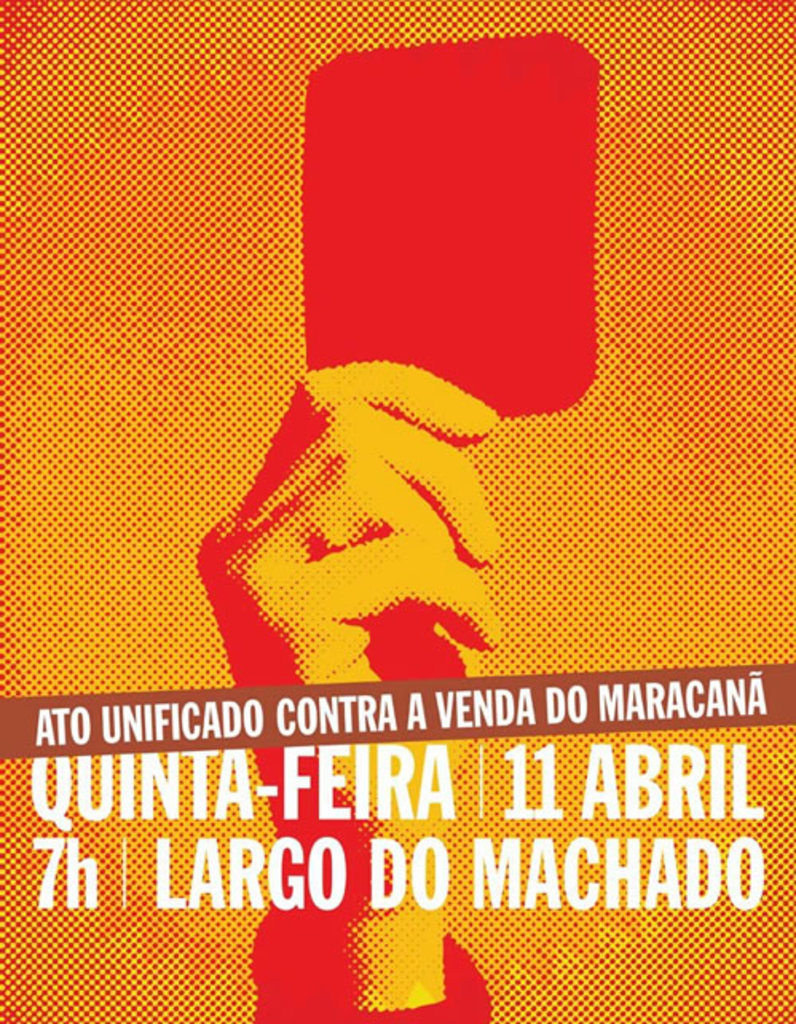 ATO UNIFICADO CONTRA A VENDA DO MARACANÃ
QUINTA-FEIRA | 11 ABRIL
7h | LARGO DO MACHADO